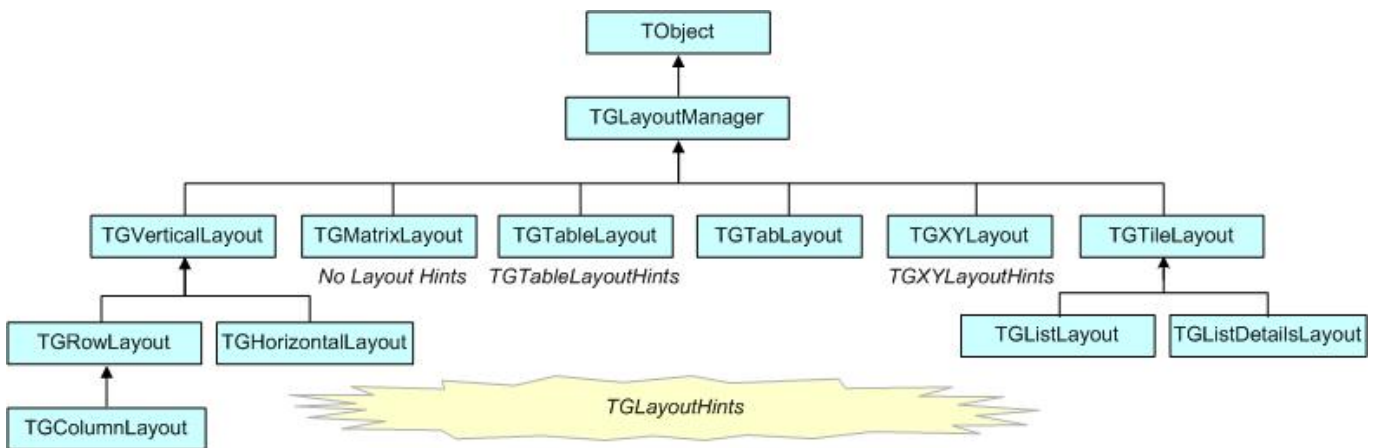 TObject
TGLayoutManager
TGVerticalLayout
TGMatrixLayout
TGTableLayout
TGTabLayout
TGXYLayout
TGTileLayout
No Layout Hints
TGTableLayoutHints
TGXYLayoutHints
TGRowLayout
TGHorizontalLayout
TGListLayout
TGListDetailsLayout
TGLayoutHints
TGColumnLayout